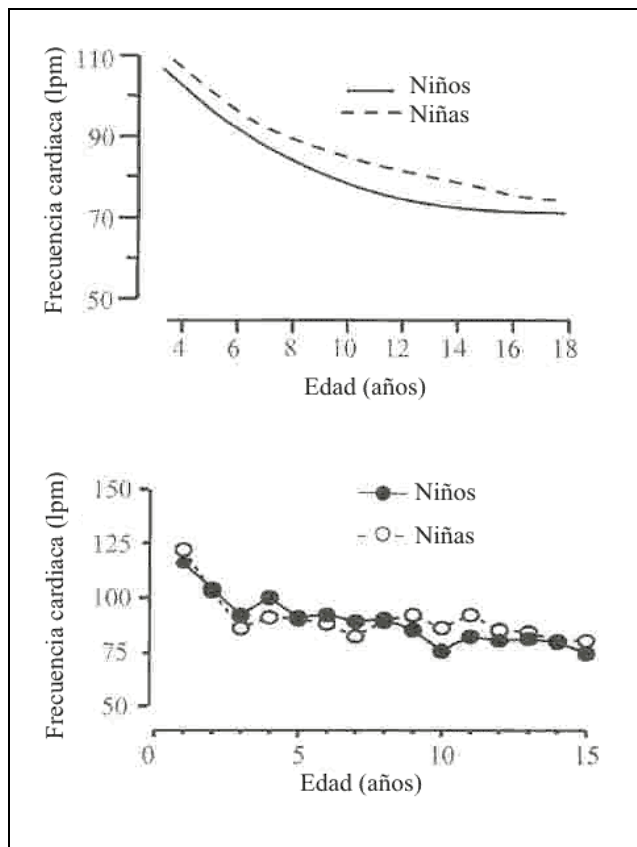 Frecuencia cardiaca (lpm)
110
90
70
50
Niños
Niñas
4 6 8 10 12 14 16 18
Edad (años)
Frecuencia cardiaca (lpm)
150
125
100
75
50
Niños
Niñas
0 5 10 15
Edad (años)